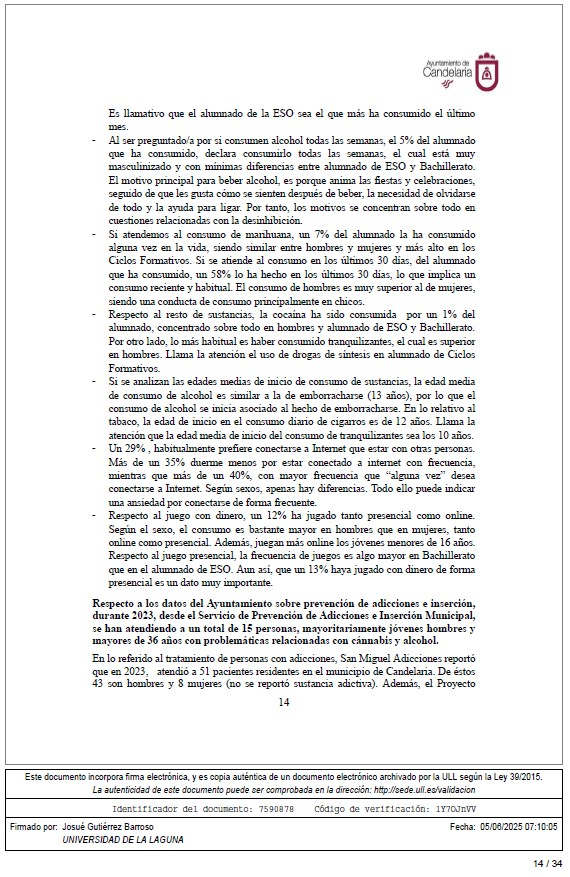 Ayuntamiento de
Candelaria
Es llamativo que el alumnado de la ESO sea el que más ha consumido el último
mes.
- Al ser preguntado/a por si consumen alcohol todas las semanas, el 5% del alumnado
que ha consumido, declara consumirlo todas las semanas, el cual está muy
masculinizado y con mínimas diferencias entre alumnado de ESO y Bachillerato.
El motivo principal para beber alcohol, es porque anima las fiestas y celebraciones,
seguido de que les gusta cómo se sienten después de beber, la necesidad de olvidarse
de todo y la ayuda para ligar. Por tanto, los motivos se concentran sobre todo en
cuestiones relacionadas con la desinhibición.
- Si atendemos al consumo de marihuana, un 7% del alumnado la ha consumido
alguna vez en la vida, siendo similar entre hombres y mujeres y más alto en los
Ciclos Formativos. Si se atiende al consumo en los últimos 30 días, del alumnado
que ha consumido, un 58% lo ha hecho en los últimos 30 días, lo que implica un
consumo reciente y habitual. El consumo de hombres es muy superior al de mujeres,
siendo una conducta de consumo principalmente en chicos.
- Respecto al resto de sustancias, la cocaína ha sido consumida por un 1% del
alumnado, concentrado sobre todo en hombres y alumnado de ESO y Bachillerato.
Por otro lado, lo más habitual es haber consumido tranquilizantes, el cual es superior
en hombres. Llama la atención el uso de drogas de síntesis en alumnado de Ciclos
Formativos.
- Si se analizan las edades medias de inicio de consumo de sustancias, la edad media
de consumo de alcohol es similar a la de emborracharse (13 años), por lo que el
consumo de alcohol se inicia asociado al hecho de emborracharse. En lo relativo al
tabaco, la edad de inicio en el consumo diario de cigarros es de 12 años. Llama la
atención que la edad media de inicio del consumo de tranquilizantes sea los 10 años.
- Un 29% , habitualmente prefiere conectarse a Internet que estar con otras personas.
Más de un 35% duerme menos por estar conectado a internet con frecuencia,
mientras que más de un 40%, con mayor frecuencia que “alguna vez” desea
conectarse a Internet. Según sexos, apenas hay diferencias. Todo ello puede indicar
una ansiedad por conectarse de forma frecuente.
- Respecto al juego con dinero, un 12% ha jugado tanto presencial como online.
Según el sexo, el consumo es bastante mayor en hombres que en mujeres, tanto
online como presencial. Además, juegan más online los jóvenes menores de 16 años.
Respecto al juego presencial, la frecuencia de juegos es algo mayor en Bachillerato
que en el alumnado de ESO. Aun así, que un 13% haya jugado con dinero de forma
presencial es un dato muy importante.
Respecto a los datos del Ayuntamiento sobre prevención de adicciones e inserción,
durante 2023, desde el Servicio de Prevención de Adicciones e Inserción Municipal,
se han atendiendo a un total de 15 personas, mayoritariamente jóvenes hombres y
mayores de 36 años con problemáticas relacionadas con cánnabis y alcohol.
En lo referido al tratamiento de personas con adicciones, San Miguel Adicciones reportó
que en 2023, atendió a 51 pacientes residentes en el municipio de Candelaria. De éstos
43 son hombres y 8 mujeres (no se reportó sustancia adictiva). Además, el Proyecto
14
Este documento incorpora firma electrónica, y es copia auténtica de un documento electrónico archivado por la ULL según la Ley 39/2015.
La autenticidad de este documento puede ser comprobada en la dirección: http://sede.ull.es/validacion
Identificador del documento: 7590878 Código de verificación: 1Y7OJnVV
Firmado por: Josué Gutiérrez Barroso Fecha: 05/06/2025 07:10:05
UNIVERSIDAD DE LA LAGUNA
14 / 34